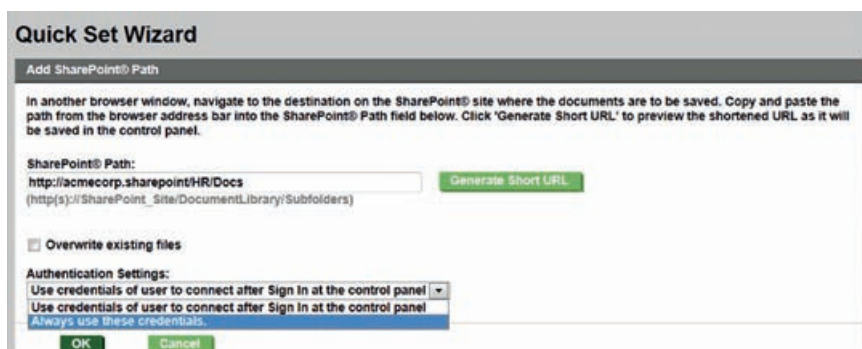 Quick Set Wizard
Add SharePoint® Path
In another browser window, navigate to the destination on the SharePoint® site where the documents are to be saved. Copy and paste the
path from the browser address bar into the SharePoint® Path field below. Click 'Generate Short URL' to preview the shortened URL as it will
be saved in the control panel.
SharePoint® Path:
http://acmecorp.sharepoint/HR/Docs
Generate Short URL
(http(s)://SharePoint_Site/DocumentLibrary/Subfolders)
Overwrite existing files
Authentication Settings:
Use credentials of user to connect after Sign In at the control panel
Use credentials of user to connect after Sign In at the control panel
Always use these credentials.
OK Cancel